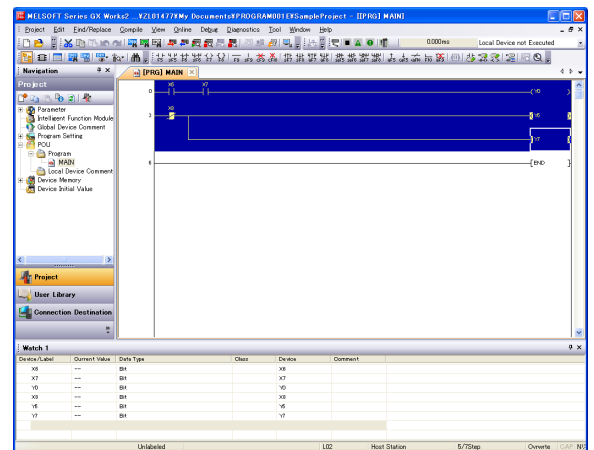 MELSOFT Series GX Works2 ...¥ZL01477¥My Documents¥PROGRAM001E¥SampleProject - [[PRG] MAIN]
Project Edit Find/Replace Compile View Online Debug Diagnostics Tool Window Help
0.000ms Local Device not Executed
Navigation
[PRG] MAIN
Project
Parameter
Intelligent Function Module
Global Device Comment
Program Setting
POU
Program
MAIN
Local Device Comment
Device Memory
Device Initial Value
X6 X7
0 (Y0 )
X8
Y5
Y7
[END ]
Project
User Library
Connection Destination
Watch 1
Device/Label Current Value Data Type Class Device Comment
X6 -- Bit X6
X7 -- Bit X7
Y0 -- Bit Y0
X8 -- Bit X8
Y5 -- Bit Y5
Y7 -- Bit Y7
Unlabeled L02 Host Station 5/7Step Ovrwrte CAP